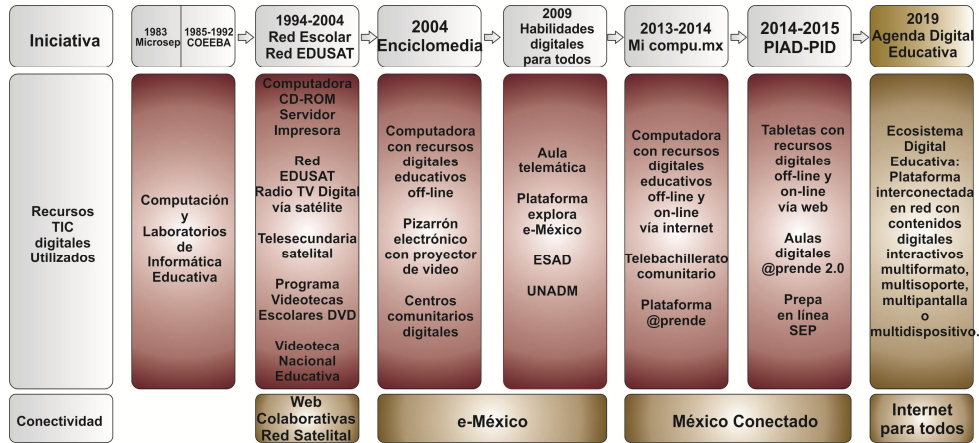 Iniciativa
1983
Microsep
1985-1992
COEEBA
1994-2004
Red Escolar
Red EDUSAT
2004
Enciclomedia
2009
Habilidades
digitales
para todos
2013-2014
Mi compu.mx
2014-2015
PIAD-PID
2019
Agenda Digital
Educativa
Recursos
TIC
digitales
Utilizados
Computación
y
Laboratorios
de
Informática
Educativa
Computadora
CD-ROM
Servidor
Impresora
Red
EDUSAT
Radio TV Digital
vía satélite
Telesecundaria
satelital
Programa
Videotecas
Escolares DVD
Videoteca
Nacional
Educativa
Computadora
con recursos
digitales
educativos
off-line
Pizarrón
electrónico
con proyector
de video
Centros
comunitarios
digitales
Aula
telemática
Plataforma
explora
e-México
ESAD
UNADM
Computadora
con recursos
digitales
educativos
off-line y
on-line
vía internet
Telebachillerato
comunitario
Plataforma
@prende
Tabletas con
recursos
digitales
off-line y
on-line
vía web
Aulas
digitales
@prende 2.0
Prepa
en línea
SEP
Ecosistema
Digital
Educativa:
Plataforma
interconectada
en red con
contenidos
digitales
interactivos
multiformato,
multisoporte,
multipantalla
o
multidispositivo.
Conectividad
Web
Colaborativas
Red Satelital
e-México
México Conectado
Internet
para todos